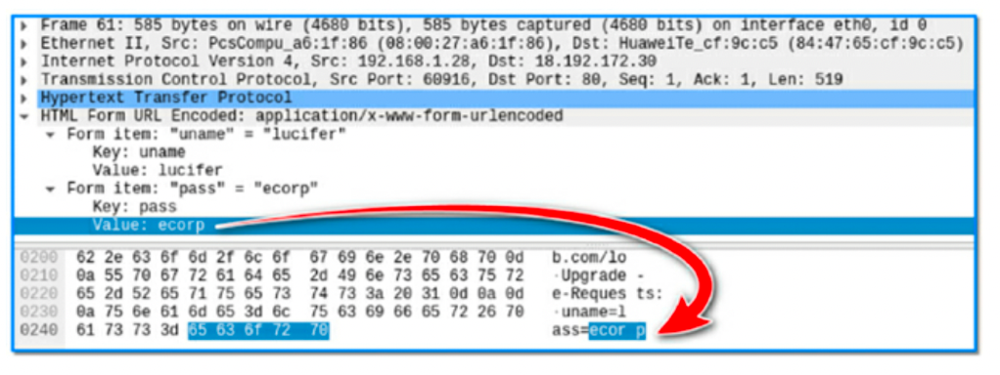 Frame 61: 585 bytes on wire (4680 bits), 585 bytes captured (4680 bits) on interface eth0, id 0
Ethernet II, Src: PcsCompu_a6:1f:86 (08:00:27:a6:1f:86), Dst: HuaweiTe_cf:9c:c5 (84:47:65:cf:9c:c5)
Internet Protocol Version 4, Src: 192.168.1.28, Dst: 18.192.172.30
Transmission Control Protocol, Src Port: 60916, Dst Port: 80, Seq: 1, Ack: 1, Len: 519
Hypertext Transfer Protocol
HTML Form URL Encoded: application/x-www-form-urlencoded
Form item: "uname" = "lucifer"
Key: uname
Value: lucifer
Form item: "pass" = "ecorp"
Key: pass
Value: ecorp
0200 62 2e 63 6f 6d 2f 6c 6f 67 69 6e 2e 70 68 70 0d b.com/lo
0210 0a 55 70 67 72 61 64 65 2d 49 6e 73 65 63 75 72 ·Upgrade -
0220 65 2d 52 65 71 75 65 73 74 73 3a 20 31 0d 0a 0d e-Reques ts:
0230 0a 75 6e 61 6d 65 3d 6c 75 63 69 66 65 72 26 70 ·uname=l
0240 61 73 73 3d 65 63 6f 72 70 ass=ecor p